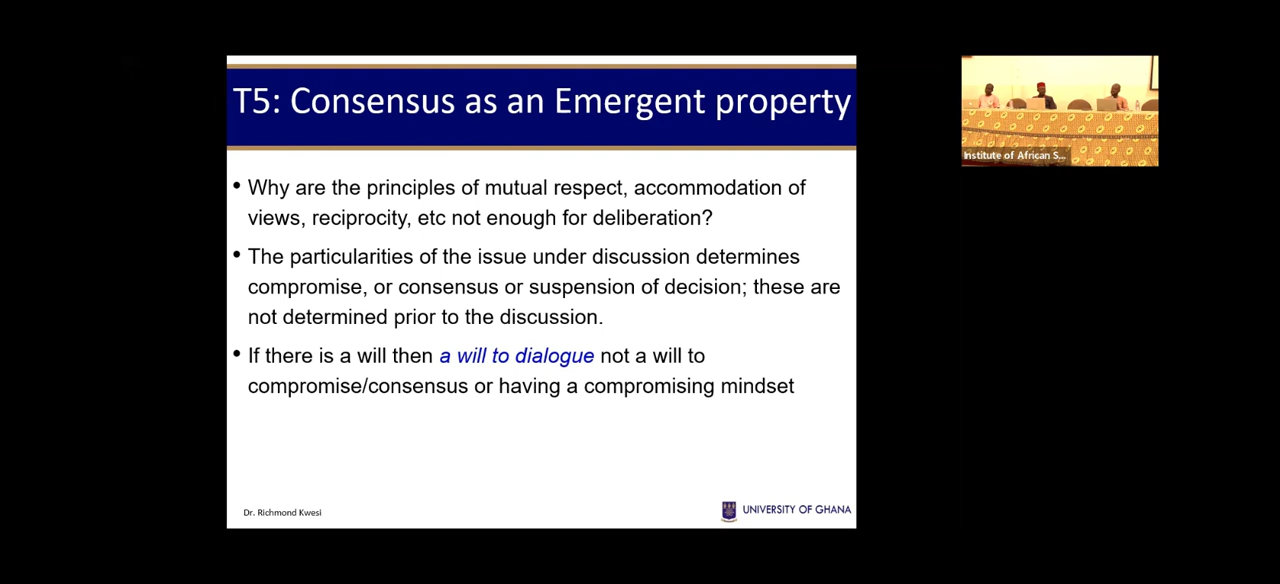 T5: Consensus as an Emergent property
• Why are the principles of mutual respect, accommodation of
views, reciprocity, etc not enough for deliberation?
• The particularities of the issue under discussion determines
compromise, or consensus or suspension of decision; these are
not determined prior to the discussion.
• If there is a will then a will to dialogue not a will to
compromise/consensus or having a compromising mindset
Dr. Richmond Kwesi
UNIVERSITY OF GHANA
Institute of African S...